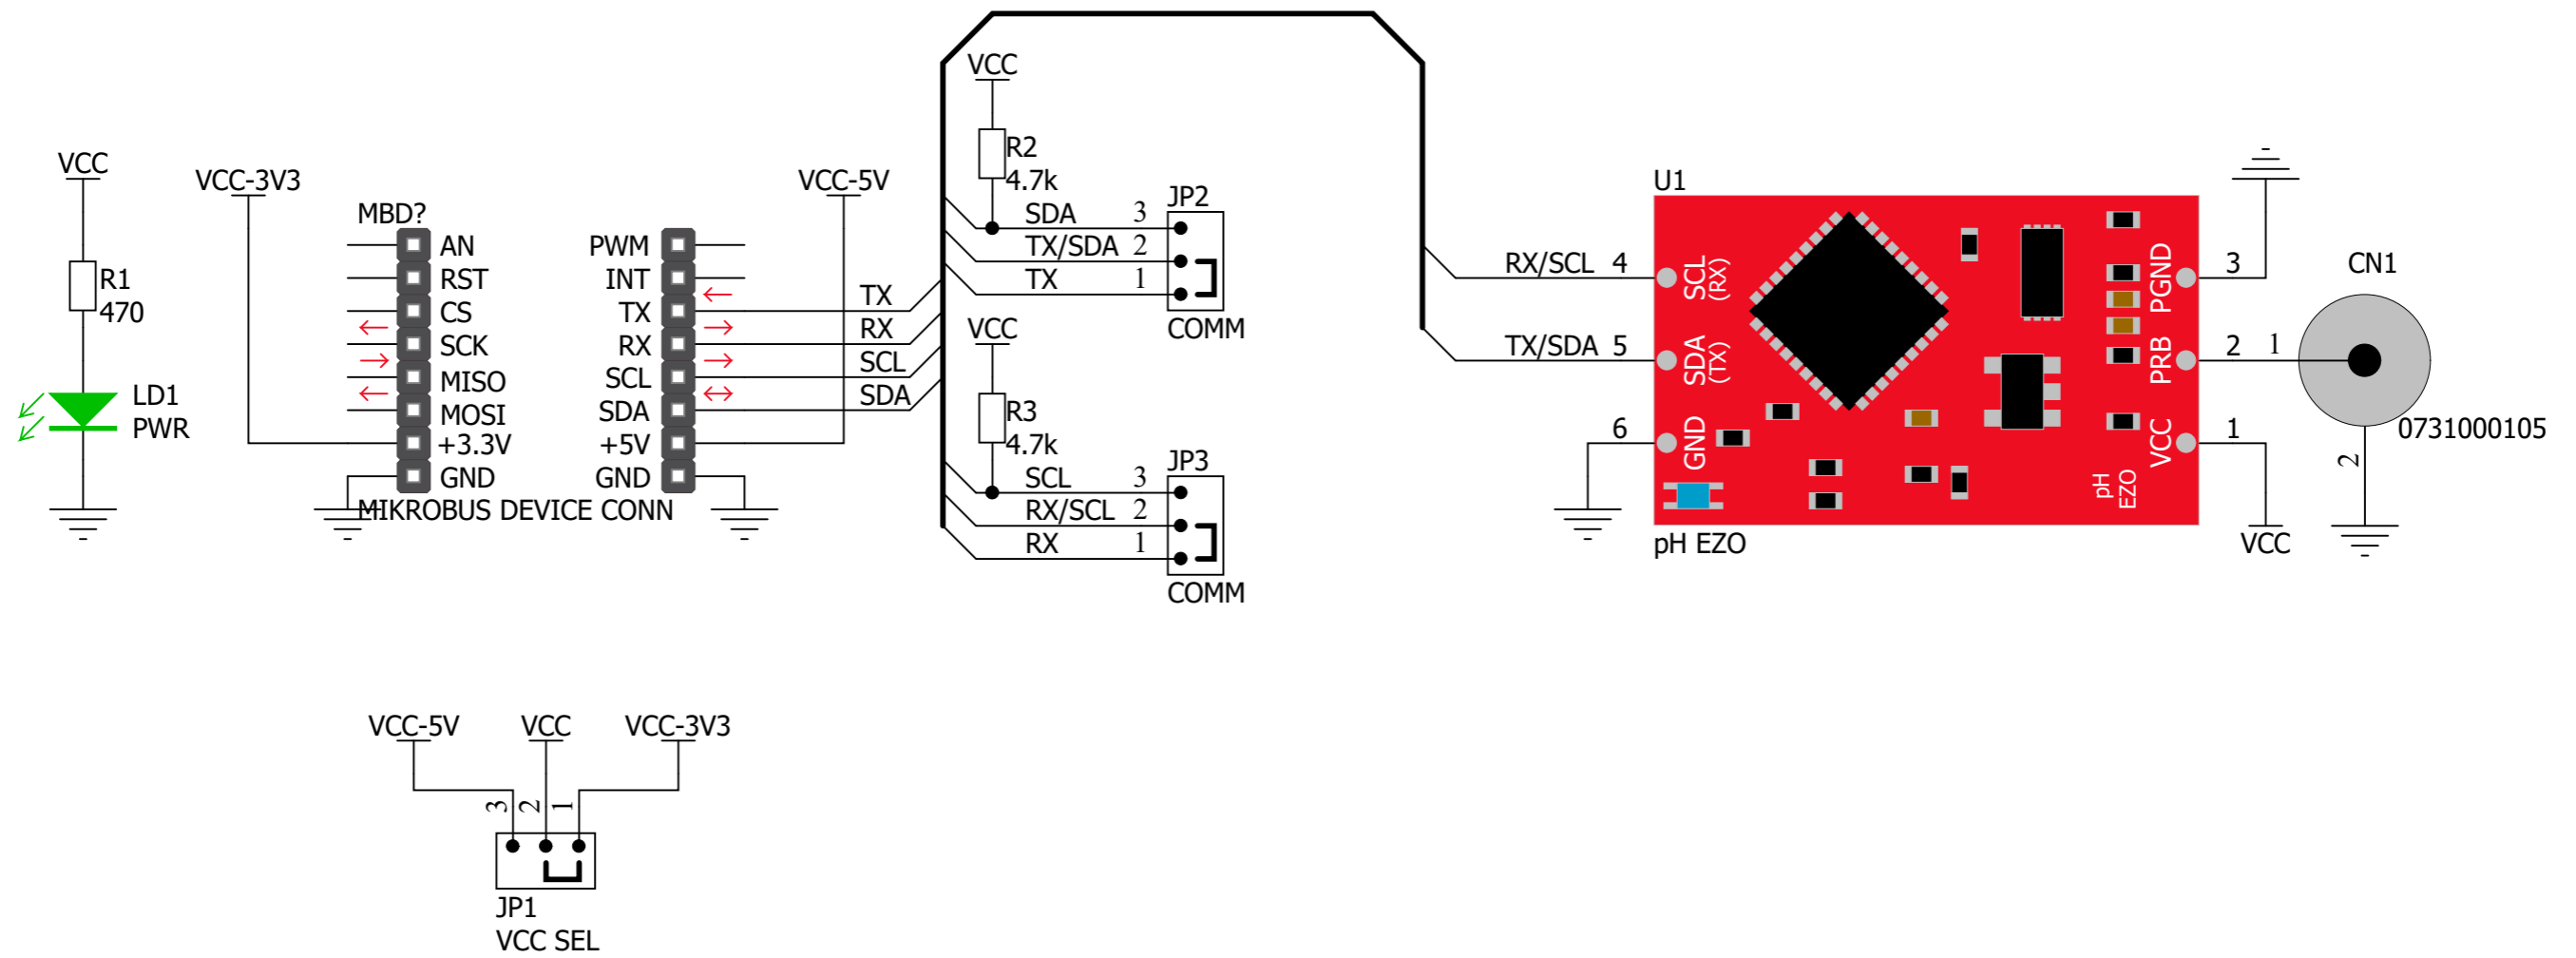 VCC
R1
470
LD1
PWR
VCC-3V3
MBD?
AN
RST
CS
SCK
MISO
MOSI
+3.3V
GND
PWM
INT
TX
RX
SCL
SDA
+5V
GND
MIKROBUS DEVICE CONN
VCC-5V
TX
RX
SCL
SDA
VCC
R2
4.7k
JP2
SDA 3
TX/SDA 2
TX 1
COMM
VCC
R3
4.7k
JP3
SCL 3
RX/SCL 2
RX 1
COMM
U1
RX/SCL 4
TX/SDA 5
6
SCL
(RX)
SDA
(TX)
GND
PGND
PRB
VCC
pH
EZO
pH EZO
3
2 1
1
VCC
CN1
0731000105
2
VCC-5V VCC VCC-3V3
3 2 1
JP1
VCC SEL